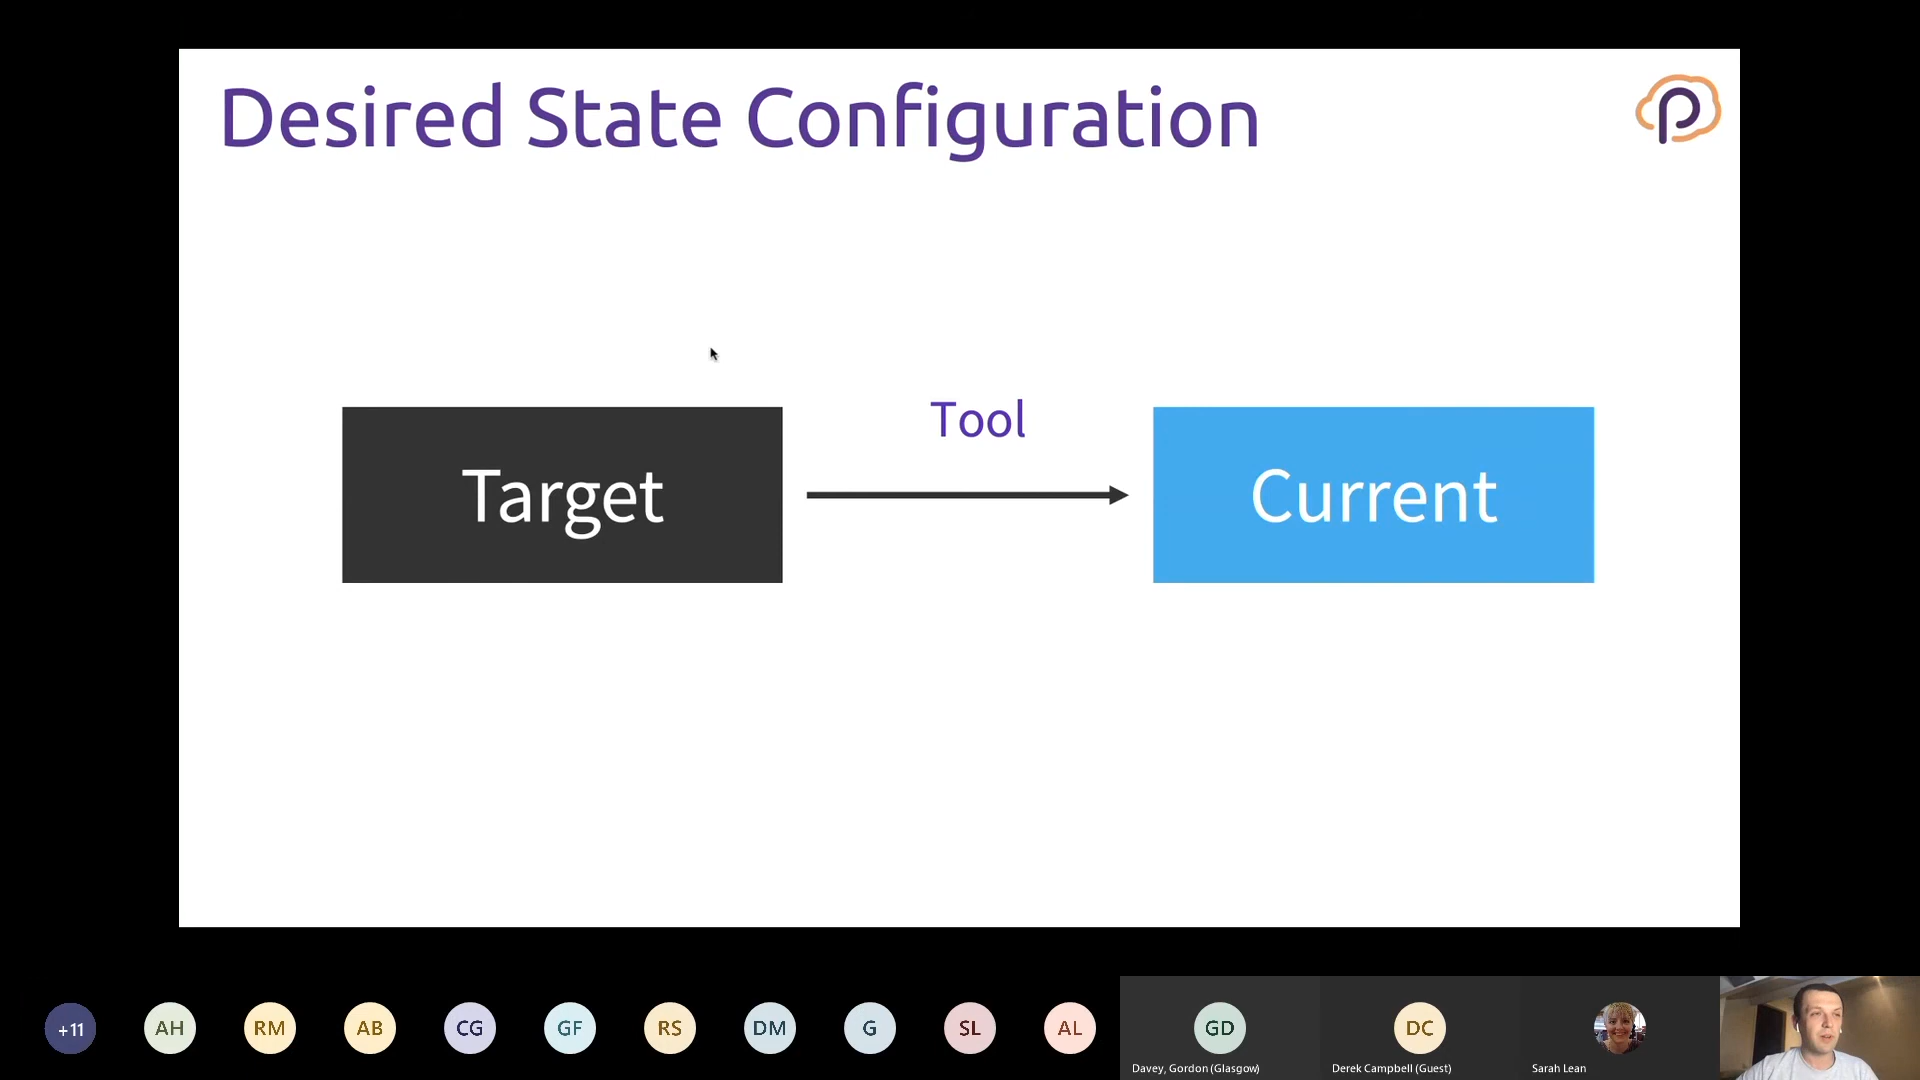 Desired State Configuration
Target
Tool
Current
+11
AH
RM
AB
CG
GF
RS
DM
G
SL
AL
GD
DC
Davey, Gordon (Glasgow)
Derek Campbell (Guest)
Sarah Lean